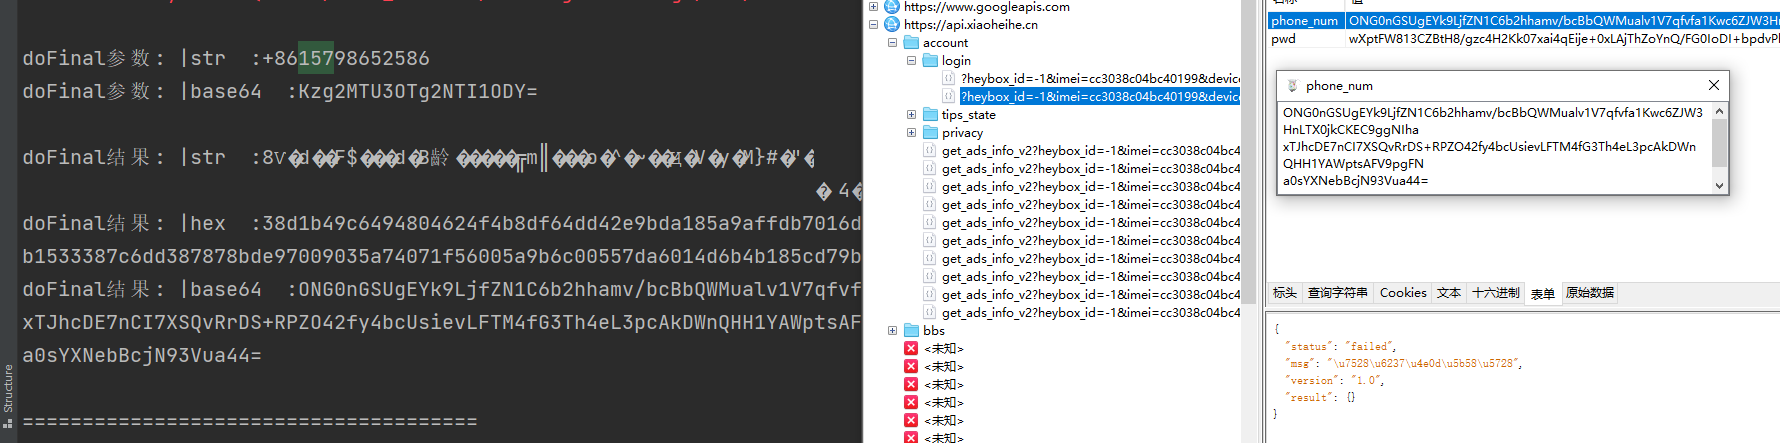 doFinal参数: |str  :+8615798652586
doFinal参数: |base64  :Kzg2MTU3OTg2NTI1ODY=
doFinal结果: |str  :8
doFinal结果: |hex  :38d1b49c6494804624f4b8df64dd42e9bda185a9affdb7016d
b1533387c6dd387878bde97009035a74071f56005a9b6c00557da6014d6b4b185cd79b
doFinal结果: |base64  :ONG0nGSUgEYk9LjfZN1C6b2hhamv/bcBbQWMualv1V7qfvf
xTJhcDE7nCI7XSQvRrDS+RPZO42fy4bcUsievLFTM4fG3Th4eL3pcAkDWnQHH1YAWptsAF
a0sYXNebBcjN93Vua44=
=====================================
Structure
https://www.googleapis.com
https://api.xiaoheihe.cn
account
login
?heybox_id=-1&imei=cc3038c04bc40199&device
?heybox_id=-1&imei=cc3038c04bc40199&device
tips_state
privacy
get_ads_info_v2?heybox_id=-1&imei=cc3038c04bc4
get_ads_info_v2?heybox_id=-1&imei=cc3038c04bc4
get_ads_info_v2?heybox_id=-1&imei=cc3038c04bc4
get_ads_info_v2?heybox_id=-1&imei=cc3038c04bc4
get_ads_info_v2?heybox_id=-1&imei=cc3038c04bc4
get_ads_info_v2?heybox_id=-1&imei=cc3038c04bc4
get_ads_info_v2?heybox_id=-1&imei=cc3038c04bc4
get_ads_info_v2?heybox_id=-1&imei=cc3038c04bc4
get_ads_info_v2?heybox_id=-1&imei=cc3038c04bc4
get_ads_info_v2?heybox_id=-1&imei=cc3038c04bc4
bbs
<未知>
<未知>
<未知>
<未知>
<未知>
<未知>
phone_num ONG0nGSUgEYk9LjfZN1C6b2hhamv/bcBbQWMualv1V7qfvfa1Kwc6ZJW3H
pwd wXptFW813CZBtH8/gzc4H2Kk07xai4qEije+0xLAjThZoYnQ/FG0IoDI+bpdvP
phone_num
ONG0nGSUgEYk9LjfZN1C6b2hhamv/bcBbQWMualv1V7qfvfa1Kwc6ZJW3
HnLTX0jkCKEC9ggNIha
xTJhcDE7nCI7XSQvRrDS+RPZO42fy4bcUsievLFTM4fG3Th4eL3pcAkDWn
QHH1YAWptsAFV9pgFN
a0sYXNebBcjN93Vua44=
标头 查询字符串 Cookies 文本 十六进制 表单 原始数据
{
"status": "failed",
"msg": "\u7528\u6237\u4e0d\u5b58\u5728",
"version": "1.0",
"result": {}
}